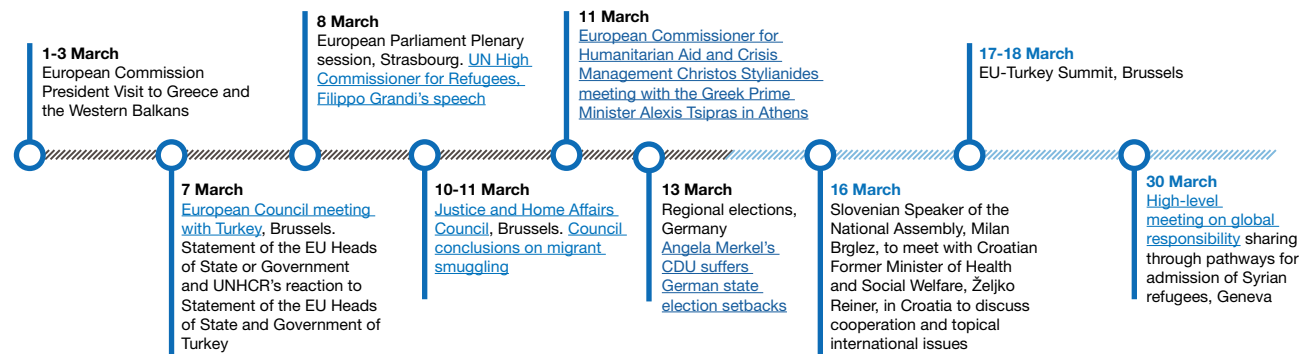 1-3 March
European Commission
President Visit to Greece and
the Western Balkans
7 March
European Council meeting
with Turkey, Brussels.
Statement of the EU Heads
of State or Government
and UNHCR's reaction to
Statement of the EU Heads
of State and Government of
Turkey
8 March
European Parliament Plenary
session, Strasbourg. UN High
Commissioner for Refugees,
Filippo Grandi's speech
10-11 March
Justice and Home Affairs
Council, Brussels. Council
conclusions on migrant
smuggling
11 March
European Commissioner for
Humanitarian Aid and Crisis
Management Christos Stylianides
meeting with the Greek Prime
Minister Alexis Tsipras in Athens
13 March
Regional elections,
Germany
Angela Merkel's
CDU suffers
German state
election setbacks
16 March
Slovenian Speaker of the
National Assembly, Milan
Brglez, to meet with Croatian
Former Minister of Health
and Social Welfare, Željko
Reiner, in Croatia to discuss
cooperation and topical
international issues
17-18 March
EU-Turkey Summit, Brussels
30 March
High-level
meeting on global
responsibility sharing
through pathways for
admission of Syrian
refugees, Geneva